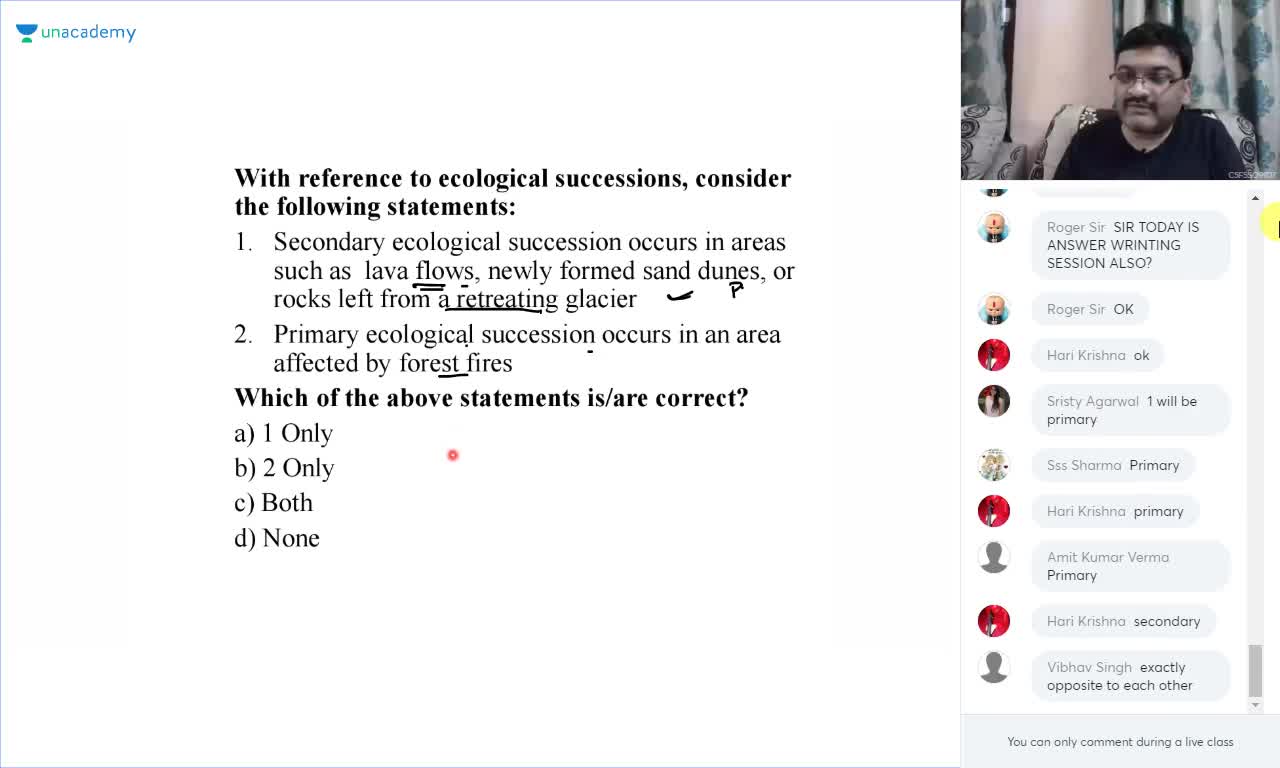 unacademy
With reference to ecological successions, consider
the following statements:
1. Secondary ecological succession occurs in areas
such as lava flows, newly formed sand dunes, or
rocks left from a retreating glacier
P
2. Primary ecological succession occurs in an area
affected by forest fires
Which of the above statements is/are correct?
a) 1 Only
b) 2 Only
c) Both
d) None
Roger Sir SIR TODAY IS
ANSWER WRINTING
SESSION ALSO?
Roger Sir OK
Hari Krishna ok
Sristy Agarwal 1 will be
primary
Sss Sharma Primary
Hari Krishna primary
Amit Kumar Verma
Primary
Hari Krishna secondary
Vibhav Singh exactly
opposite to each other
You can only comment during a live class